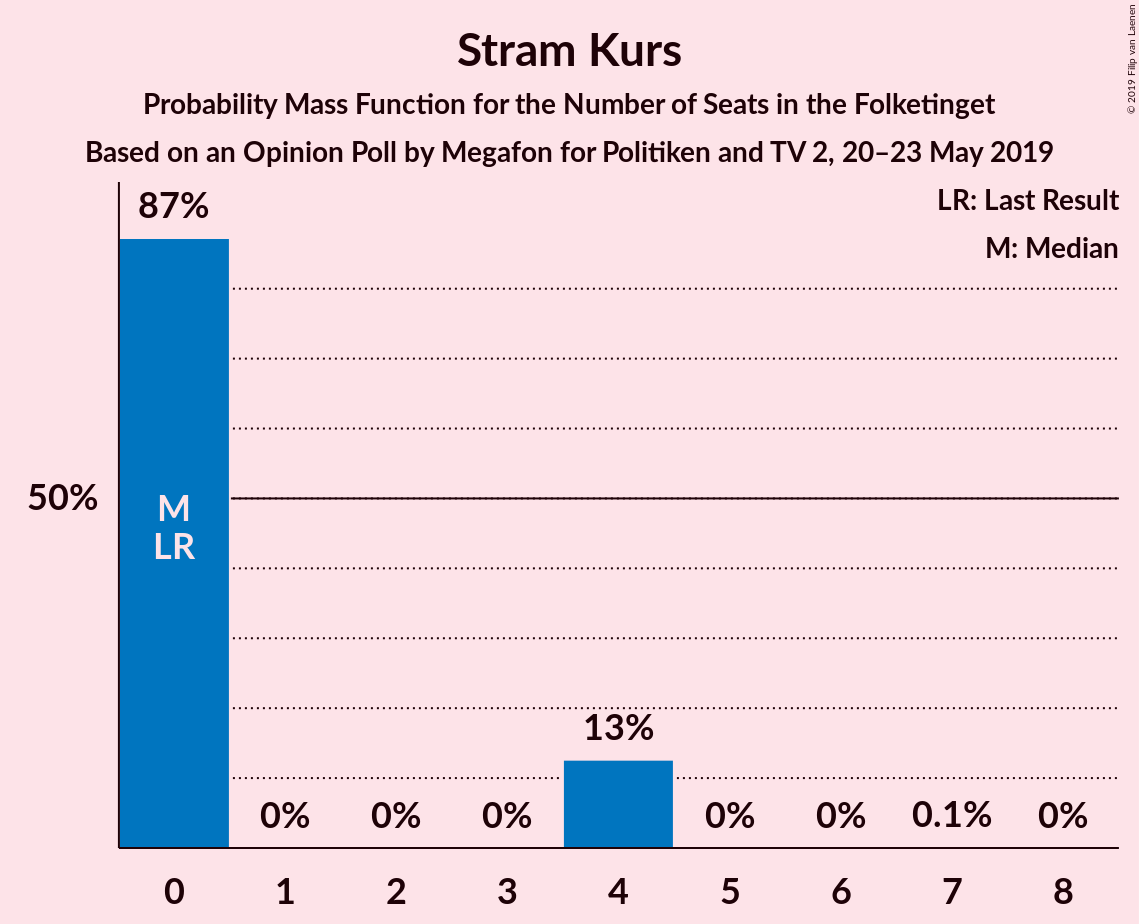 Stram Kurs
Probability Mass Function for the Number of Seats in the Folketinget
Based on an Opinion Poll by Megafon for Politiken and TV 2, 20–23 May 2019
© 2019 Filip van Laenen
LR: Last Result
M: Median
87%
50%
M
LR
13%
0% 0% 0% 0% 0% 0.1% 0%
0 1 2 3 4 5 6 7 8